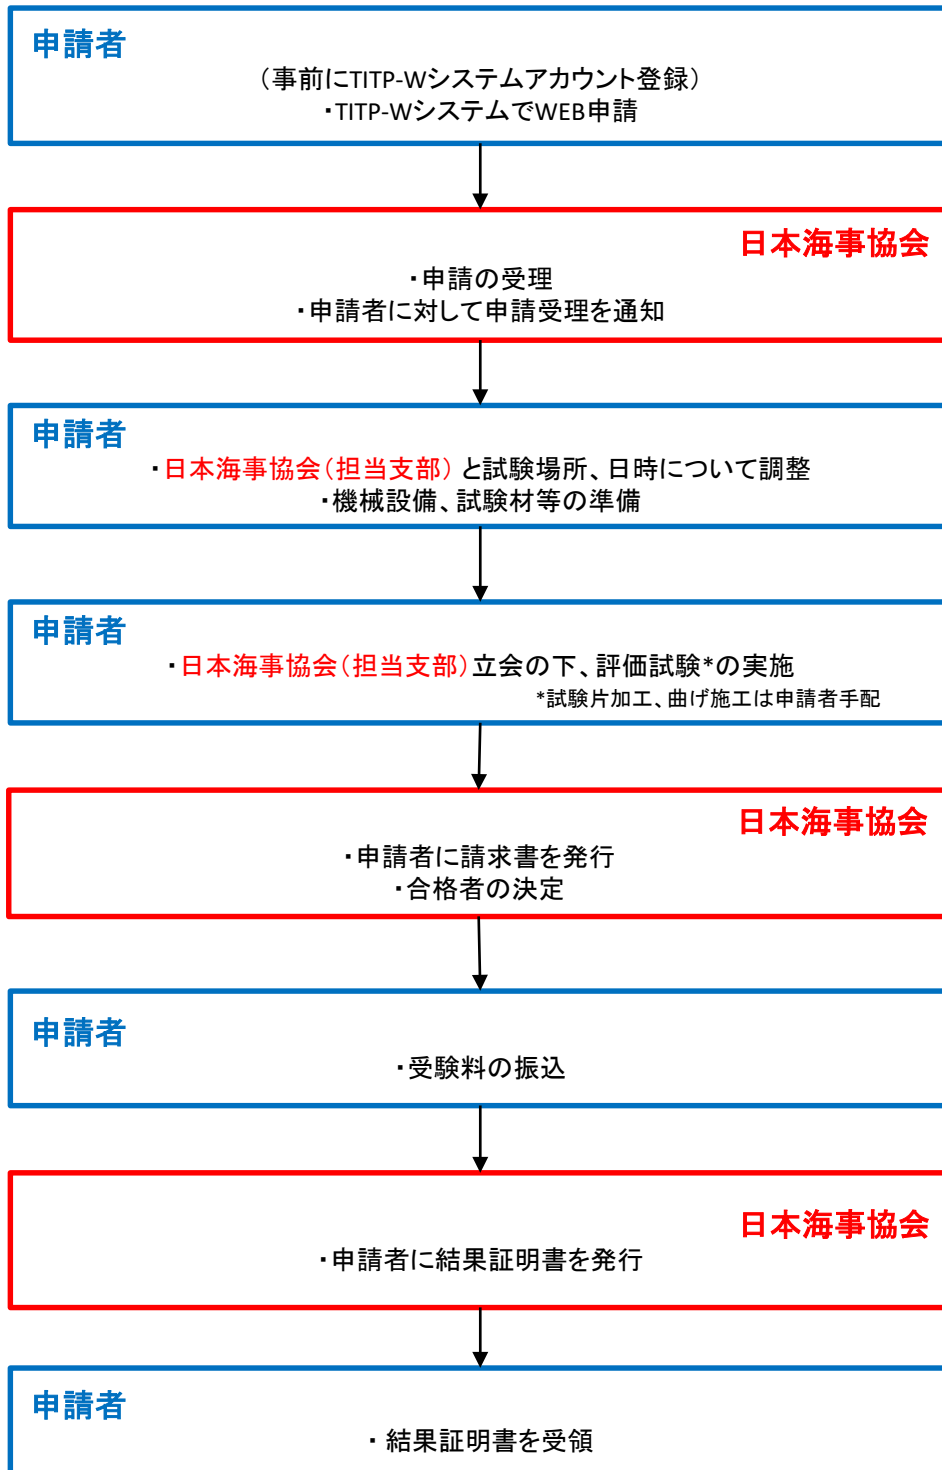 申請者
（事前にTITP-Wシステムアカウント登録）
・TITP-WシステムでWEB申請
日本海事協会
・申請の受理
・申請者に対して申請受理を通知
申請者
・日本海事協会（担当支部）と試験場所、日時について調整
・機械設備、試験材等の準備
申請者
・日本海事協会（担当支部）立会の下、評価試験*の実施
*試験片加工、曲げ施工は申請者手配
日本海事協会
・申請者に請求書を発行
・合格者の決定
申請者
・受験料の振込
日本海事協会
・申請者に結果証明書を発行
申請者
・ 結果証明書を受領